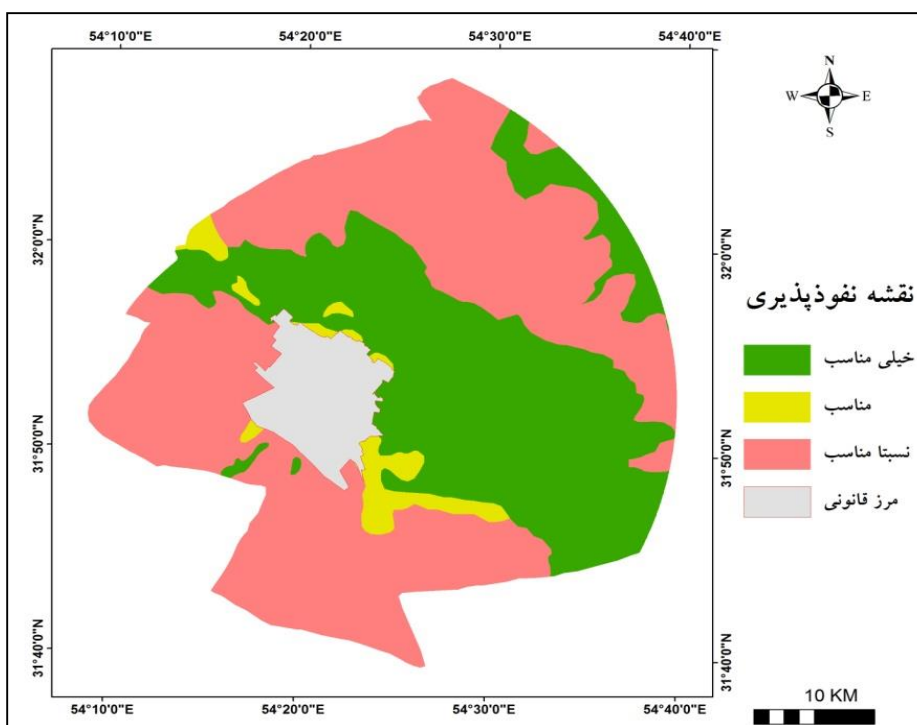 54°10'0"E 54°20'0"E 54°30'0"E 54°40'0"E
N
W E
S
32°0'0"N 32°0'0"N
نقشه نفوذپذیری
خیلی مناسب
مناسب
نسبتا مناسب
مرز قانونی
31°50'0"N 31°50'0"N
31°40'0"N 31°40'0"N
10 KM
54°10'0"E 54°20'0"E 54°30'0"E 54°40'0"E